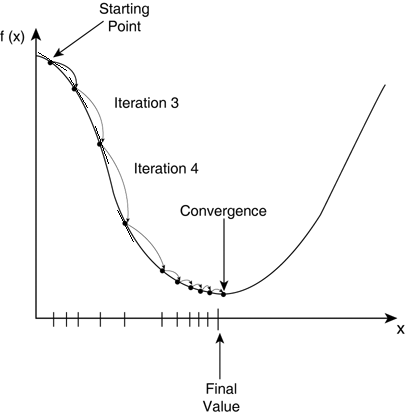 Starting
Point
f (x)
Iteration 3
Iteration 4
Convergence
x
Final
Value